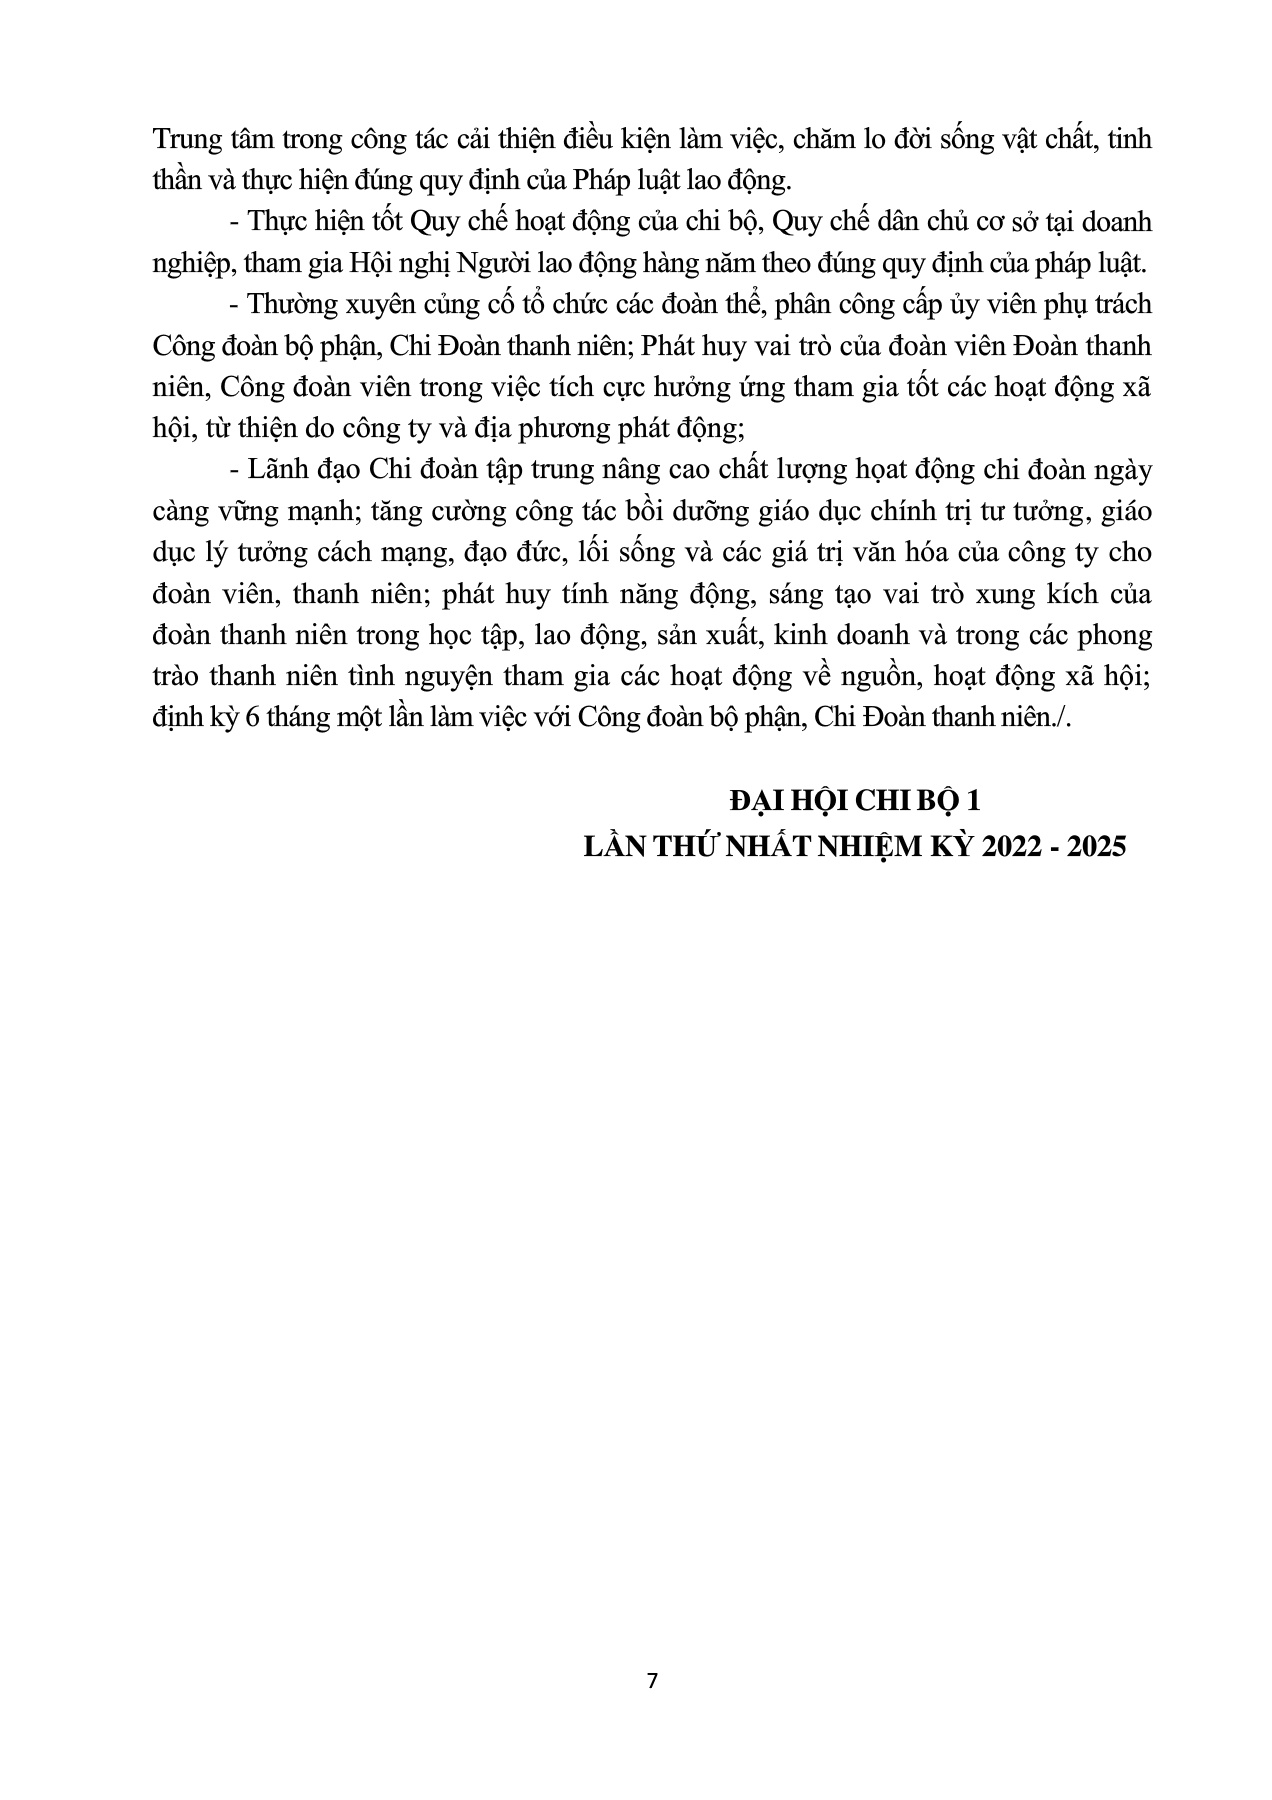 Trung tâm trong công tác cải thiện điều kiện làm việc, chăm lo đời sống vật chất, tinh
thần và thực hiện đúng quy định của Pháp luật lao động.
- Thực hiện tốt Quy chế hoạt động của chi bộ, Quy chế dân chủ cơ sở tại doanh
nghiệp, tham gia Hội nghị Người lao động hàng năm theo đúng quy định của pháp luật.
- Thường xuyên củng cố tổ chức các đoàn thể, phân công cấp ủy viên phụ trách
Công đoàn bộ phận, Chi Đoàn thanh niên; Phát huy vai trò của đoàn viên Đoàn thanh
niên, Công đoàn viên trong việc tích cực hưởng ứng tham gia tốt các hoạt động xã
hội, từ thiện do công ty và địa phương phát động;
- Lãnh đạo Chi đoàn tập trung nâng cao chất lượng họat động chi đoàn ngày
càng vững mạnh; tăng cường công tác bồi dưỡng giáo dục chính trị tư tưởng, giáo
dục lý tưởng cách mạng, đạo đức, lối sống và các giá trị văn hóa của công ty cho
đoàn viên, thanh niên; phát huy tính năng động, sáng tạo vai trò xung kích của
đoàn thanh niên trong học tập, lao động, sản xuất, kinh doanh và trong các phong
trào thanh niên tình nguyện tham gia các hoạt động về nguồn, hoạt động xã hội;
định kỳ 6 tháng một lần làm việc với Công đoàn bộ phận, Chi Đoàn thanh niên./.
ĐẠI HỘI CHI BỘ 1
LẦN THỨ NHẤT NHIỆM KỲ 2022 - 2025
7